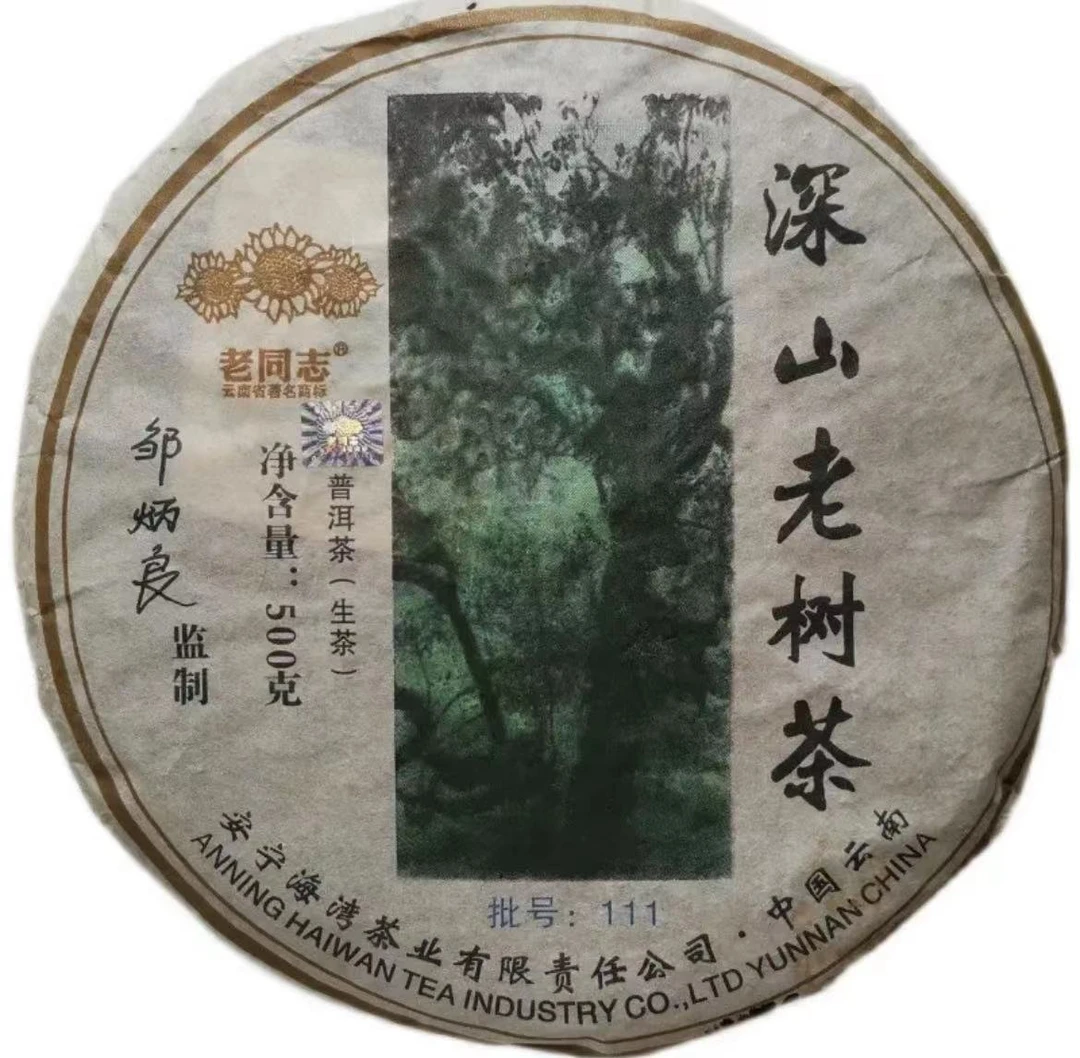 深山老树茶
老同志®
云南省著名商标
普洱茶（生茶）
净含量：500克
邹炳良
监制
批号：111
安宁海湾茶业有限责任公司·中国云南
ANNING HAIWAN TEA INDUSTRY CO.,LTD YUNNAN CHINA